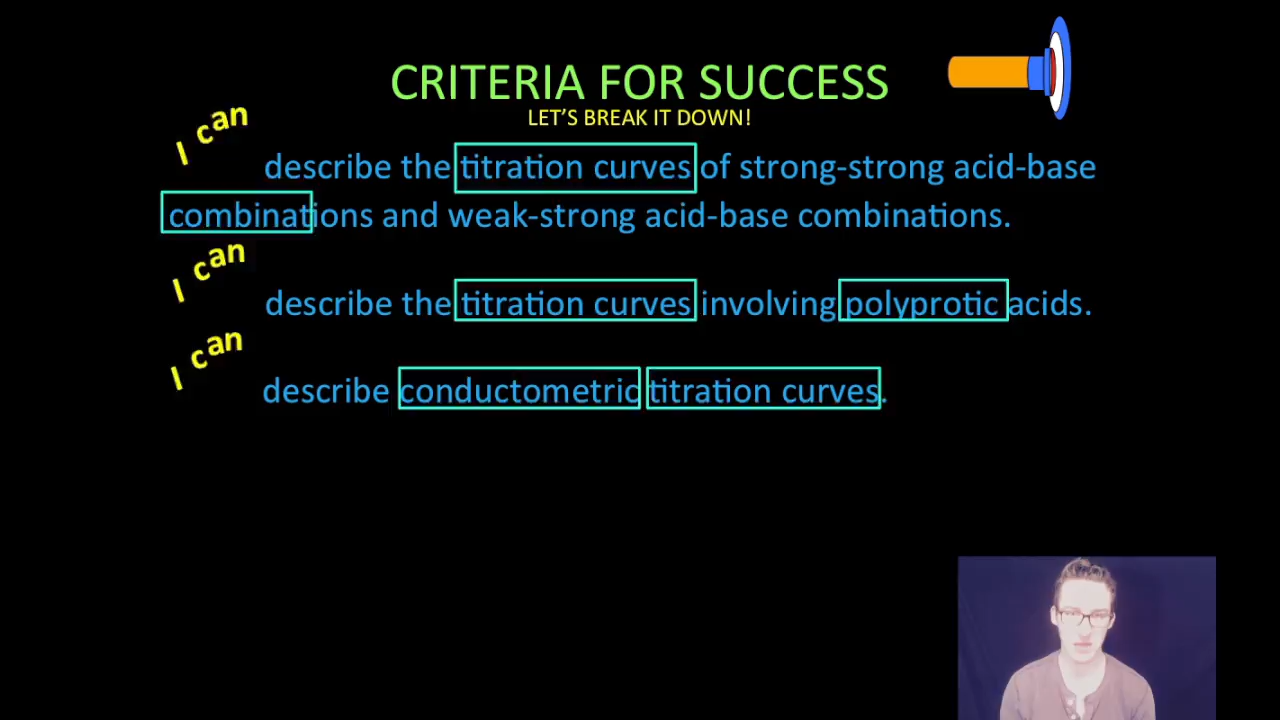 CRITERIA FOR SUCCESS
LET'S BREAK IT DOWN!
I can
describe the titration curves of strong-strong acid-base
combinations and weak-strong acid-base combinations.
I can
describe the titration curves involving polyprotic acids.
I can
describe conductometric titration curves.